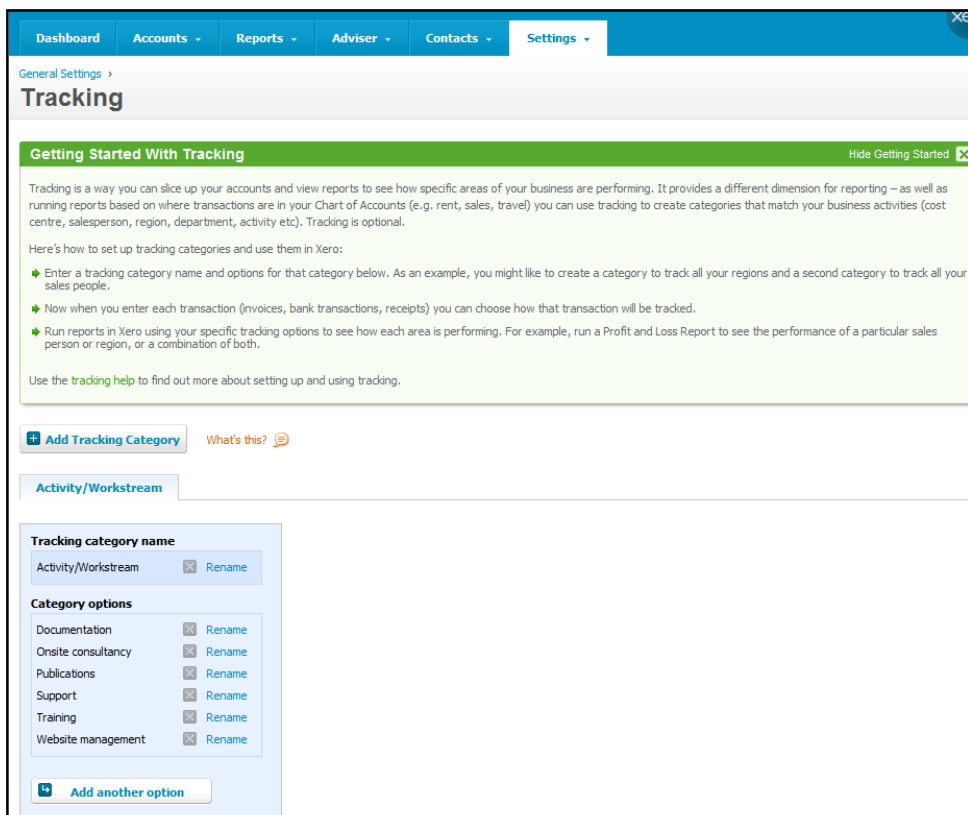 Xe
Dashboard Accounts Reports Adviser Contacts Settings
General Settings ›
Tracking
Getting Started With Tracking Hide Getting Started
Tracking is a way you can slice up your accounts and view reports to see how specific areas of your business are performing. It provides a different dimension for reporting – as well as
running reports based on where transactions are in your Chart of Accounts (e.g. rent, sales, travel) you can use tracking to create categories that match your business activities (cost
centre, salesperson, region, department, activity etc). Tracking is optional.
Here's how to set up tracking categories and use them in Xero:
Enter a tracking category name and options for that category below. As an example, you might like to create a category to track all your regions and a second category to track all your
sales people.
Now when you enter each transaction (invoices, bank transactions, receipts) you can choose how that transaction will be tracked.
Run reports in Xero using your specific tracking options to see how each area is performing. For example, run a Profit and Loss Report to see the performance of a particular sales
person or region, or a combination of both.
Use the tracking help to find out more about setting up and using tracking.
Add Tracking Category What's this?
Activity/Workstream
Tracking category name
Activity/Workstream Rename
Category options
Documentation Rename
Onsite consultancy Rename
Publications Rename
Support Rename
Training Rename
Website management Rename
Add another option